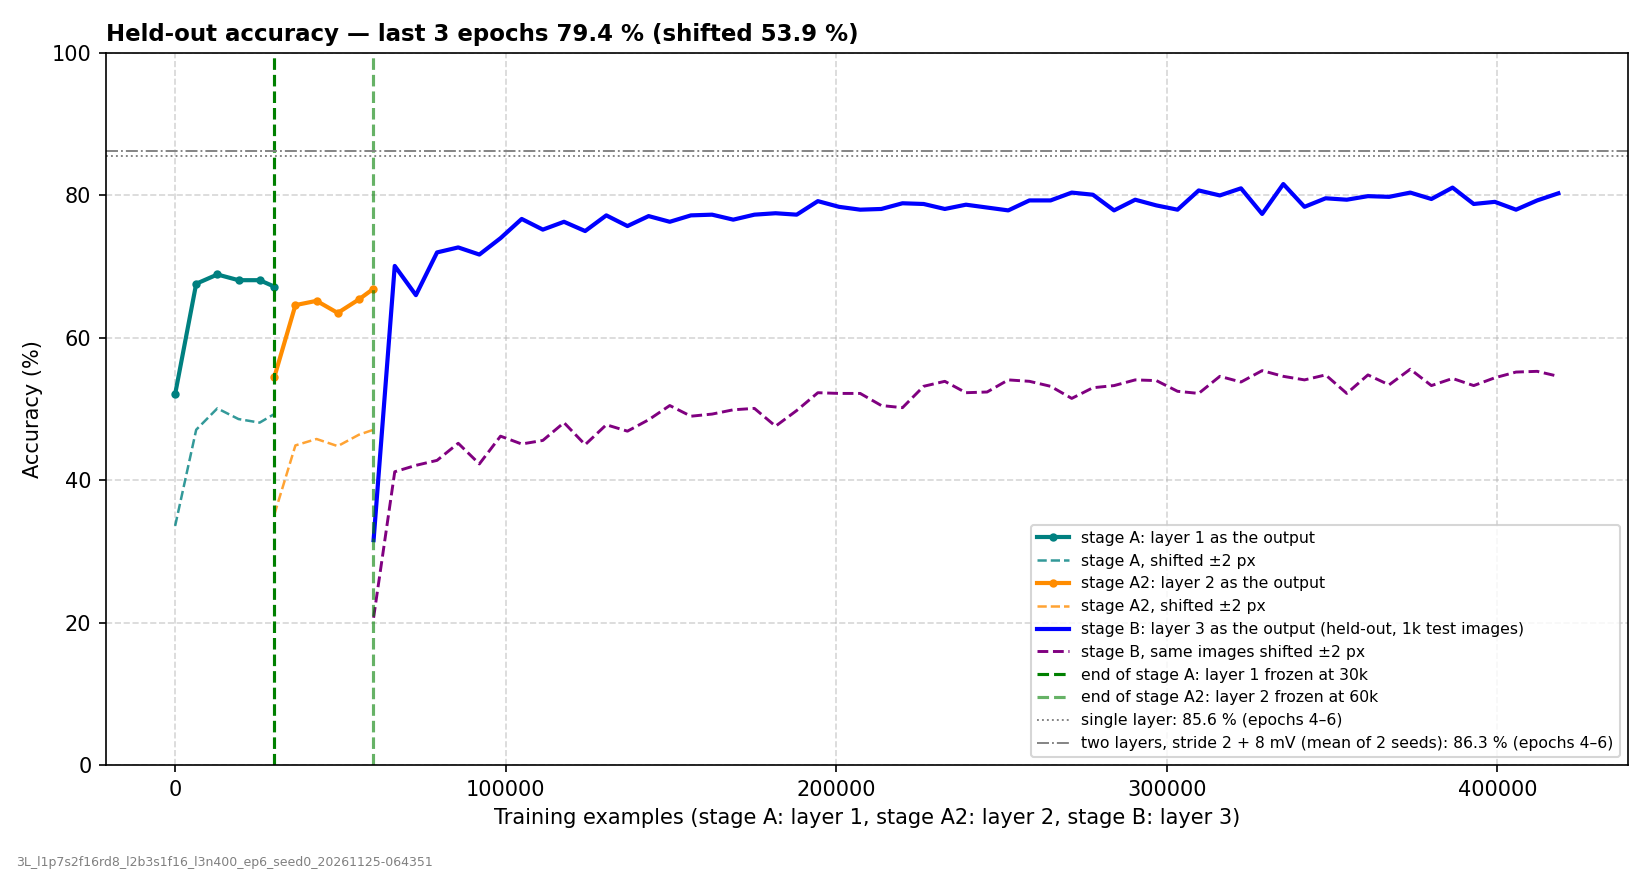 Held-out accuracy — last 3 epochs 79.4 % (shifted 53.9 %)
100
80
60
40
20
0
Accuracy (%)
stage A: layer 1 as the output
stage A, shifted ±2 px
stage A2: layer 2 as the output
stage A2, shifted ±2 px
stage B: layer 3 as the output (held-out, 1k test images)
stage B, same images shifted ±2 px
end of stage A: layer 1 frozen at 30k
end of stage A2: layer 2 frozen at 60k
single layer: 85.6 % (epochs 4–6)
two layers, stride 2 + 8 mV (mean of 2 seeds): 86.3 % (epochs 4–6)
0 100000 200000 300000 400000
Training examples (stage A: layer 1, stage A2: layer 2, stage B: layer 3)
3L_l1p7s2f16rd8_l2b3s1f16_l3n400_ep6_seed0_20261125-064351